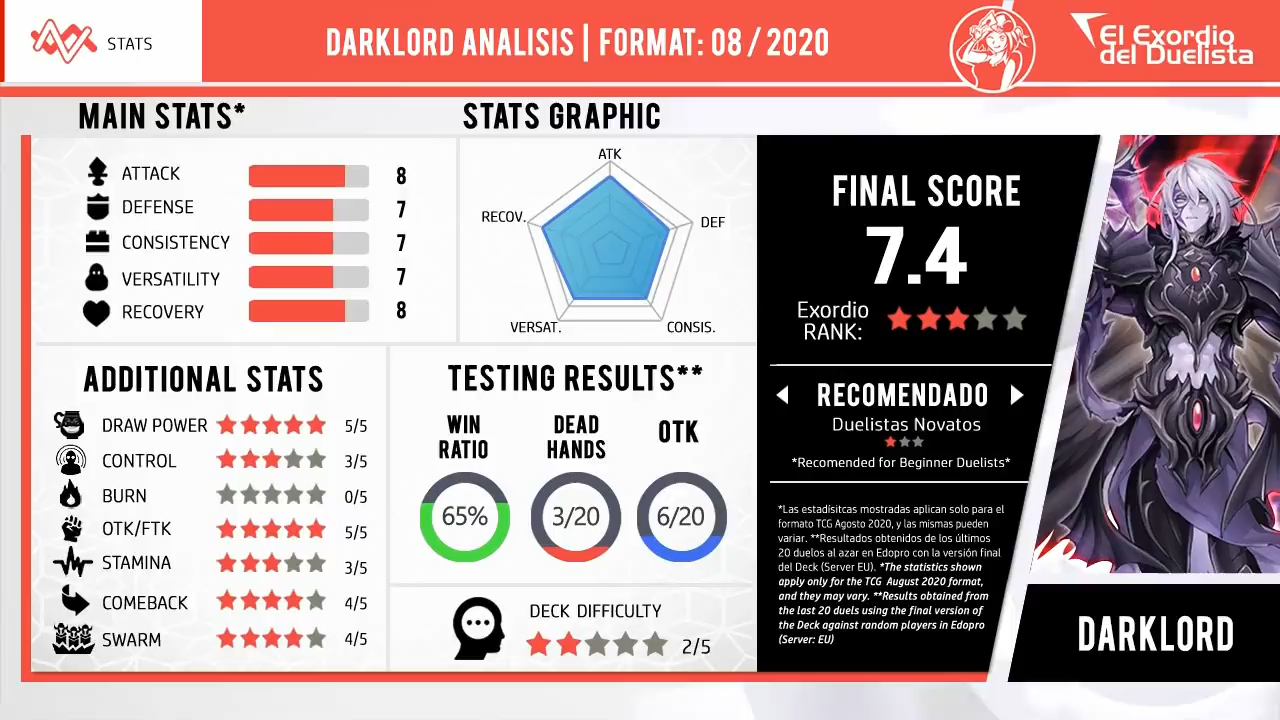 STATS
DARKLORD ANALISIS | FORMAT: 08 / 2020
El Exordio
del Duelista
MAIN STATS*
ATTACK 8
DEFENSE 7
CONSISTENCY 7
VERSATILITY 7
RECOVERY 8
STATS GRAPHIC
ATK
RECOV.
DEF
VERSAT.
CONSIS.
ADDITIONAL STATS
DRAW POWER 5/5
CONTROL 3/5
BURN 0/5
OTK/FTK 5/5
STAMINA 3/5
COMEBACK 4/5
SWARM 4/5
TESTING RESULTS**
WIN
RATIO
65%
DEAD
HANDS
3/20
OTK
6/20
DECK DIFFICULTY
2/5
FINAL SCORE
7.4
Exordio
RANK:
RECOMENDADO
Duelistas Novatos
*Recomended for Beginner Duelists*
*Las estadísitcas mostradas aplican solo para el
formato TCG Agosto 2020, y las mismas pueden
variar. **Resultados obtenidos de los últimos
20 duelos al azar en Edopro con la versión final
del Deck (Server EU). *The statistics shown
apply only for the TCG August 2020 format,
and they may vary. **Results obtained from
the last 20 duels using the final version of
the Deck against random players in Edopro
(Server: EU)
DARKLORD